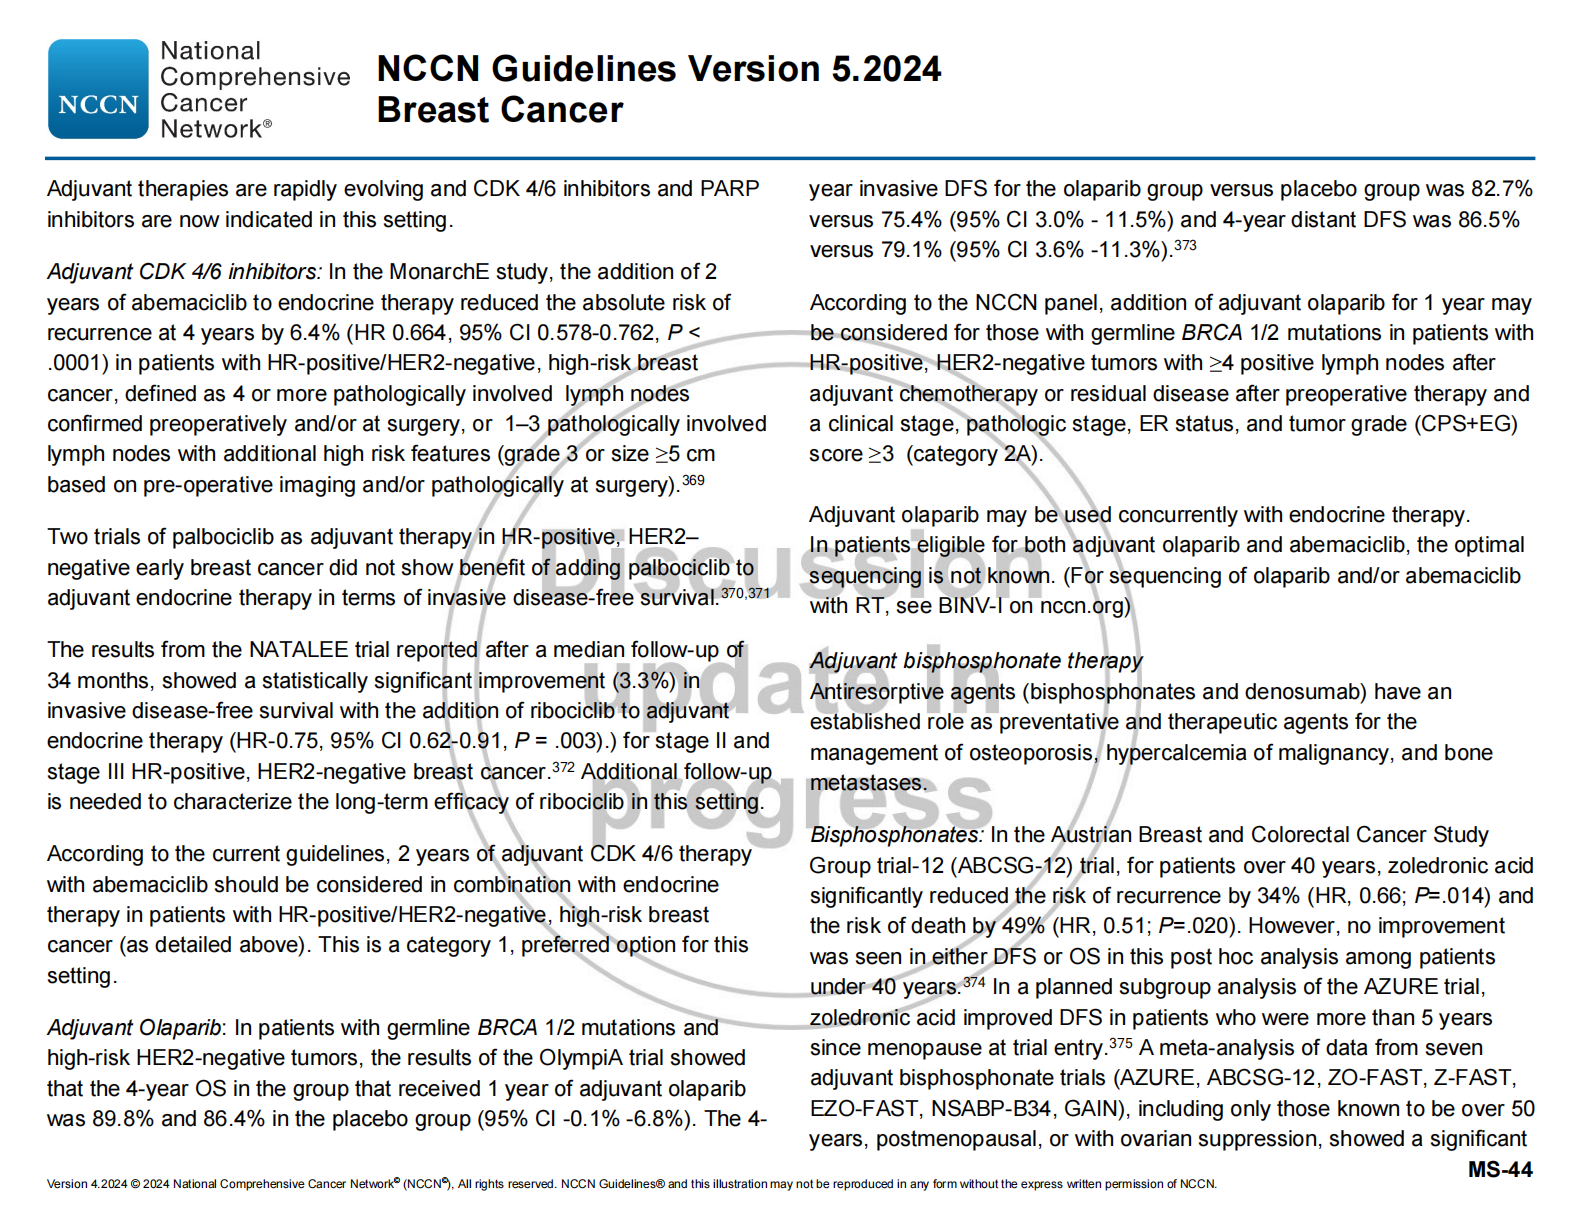 National
Comprehensive
Cancer
Network®
NCCN
NCCN Guidelines Version 5.2024
Breast Cancer
Adjuvant therapies are rapidly evolving and CDK 4/6 inhibitors and PARP
inhibitors are now indicated in this setting.
Adjuvant CDK 4/6 inhibitors: In the MonarchE study, the addition of 2
years of abemaciclib to endocrine therapy reduced the absolute risk of
recurrence at 4 years by 6.4% (HR 0.664, 95% CI 0.578-0.762, P <
.0001) in patients with HR-positive/HER2-negative, high-risk breast
cancer, defined as 4 or more pathologically involved  lymph nodes
confirmed preoperatively and/or at surgery, or  1–3 pathologically involved
lymph nodes with additional high risk features (grade 3 or size ≥5 cm
based on pre-operative imaging and/or pathologically at surgery).369
Two trials of palbociclib as adjuvant therapy in HR-positive, HER2–
negative early breast cancer did not show benefit of adding palbociclib to
adjuvant endocrine therapy in terms of invasive disease-free survival.370,371
The results from the NATALEE trial reported after a median follow-up of
34 months, showed a statistically significant improvement (3.3%) in
invasive disease-free survival with the addition of ribociclib to adjuvant
endocrine therapy (HR-0.75, 95% CI 0.62-0.91, P = .003).) for stage II and
stage III HR-positive, HER2-negative breast cancer.372 Additional follow-up
is needed to characterize the long-term efficacy of ribociclib in this setting.
According to the current guidelines, 2 years of adjuvant CDK 4/6 therapy
with abemaciclib should be considered in combination with endocrine
therapy in patients with HR-positive/HER2-negative, high-risk breast
cancer (as detailed above). This is a category 1, preferred option for this
setting.
Adjuvant Olaparib: In patients with germline BRCA 1/2 mutations and
high-risk HER2-negative tumors, the results of the OlympiA trial showed
that the 4-year OS in the group that received 1 year of adjuvant olaparib
was 89.8% and 86.4% in the placebo group (95% CI -0.1% -6.8%). The 4-
year invasive DFS for the olaparib group versus placebo group was 82.7%
versus 75.4% (95% CI 3.0% - 11.5%) and 4-year distant DFS was 86.5%
versus 79.1% (95% CI 3.6% -11.3%).373
According to the NCCN panel, addition of adjuvant olaparib for 1 year may
be considered for those with germline BRCA 1/2 mutations in patients with
HR-positive, HER2-negative tumors with ≥4 positive lymph nodes after
adjuvant chemotherapy or residual disease after preoperative therapy and
a clinical stage, pathologic stage, ER status, and tumor grade (CPS+EG)
score ≥3  (category 2A).
Adjuvant olaparib may be used concurrently with endocrine therapy.
In patients eligible for both adjuvant olaparib and abemaciclib, the optimal
sequencing is not known. (For sequencing of olaparib and/or abemaciclib
with RT, see BINV-I on nccn.org)
Adjuvant bisphosphonate therapy
Antiresorptive agents (bisphosphonates and denosumab) have an
established role as preventative and therapeutic agents for the
management of osteoporosis, hypercalcemia of malignancy, and bone
metastases.
Bisphosphonates: In the Austrian Breast and Colorectal Cancer Study
Group trial-12 (ABCSG-12) trial, for patients over 40 years, zoledronic acid
significantly reduced the risk of recurrence by 34% (HR, 0.66; P=.014) and
the risk of death by 49% (HR, 0.51; P=.020). However, no improvement
was seen in either DFS or OS in this post hoc analysis among patients
under 40 years.374 In a planned subgroup analysis of the AZURE trial,
zoledronic acid improved DFS in patients who were more than 5 years
since menopause at trial entry.375 A meta-analysis of data from seven
adjuvant bisphosphonate trials (AZURE, ABCSG-12, ZO-FAST, Z-FAST,
EZO-FAST, NSABP-B34, GAIN), including only those known to be over 50
years, postmenopausal, or with ovarian suppression, showed a significant
Discussion
update in
progress
MS-44
Version 4.2024 © 2024 National Comprehensive Cancer Network© (NCCN©), All rights reserved. NCCN Guidelines® and this illustration may not be reproduced in any form without the express written permission of NCCN.